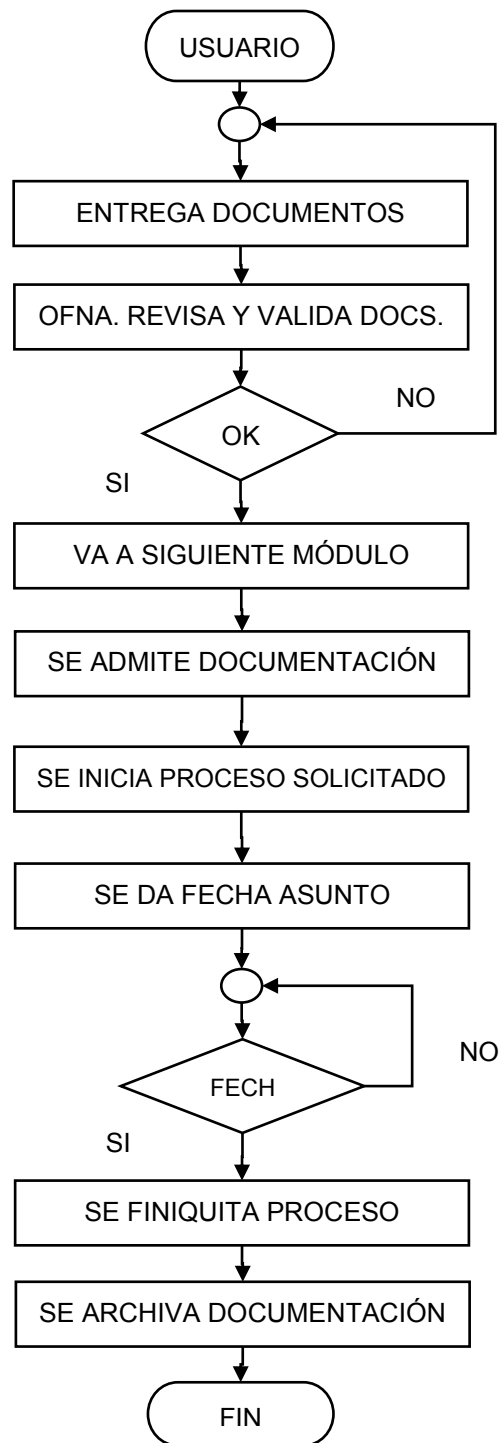 USUARIO
ENTREGA DOCUMENTOS
OFNA. REVISA Y VALIDA DOCS.
NO
OK
SI
VA A SIGUIENTE MÓDULO
SE ADMITE DOCUMENTACIÓN
SE INICIA PROCESO SOLICITADO
SE DA FECHA ASUNTO
NO
FECH
SI
SE FINIQUITA PROCESO
SE ARCHIVA DOCUMENTACIÓN
FIN